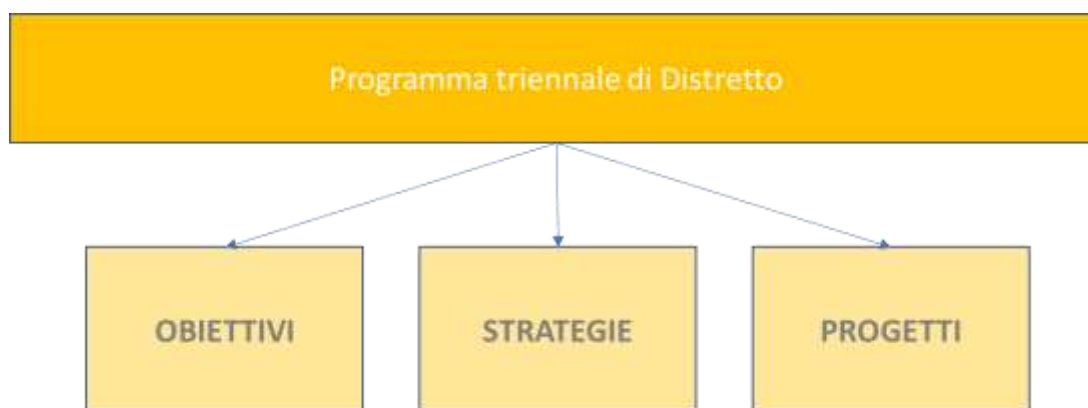 Programma triennale di Distretto
OBIETTIVI
STRATEGIE
PROGETTI